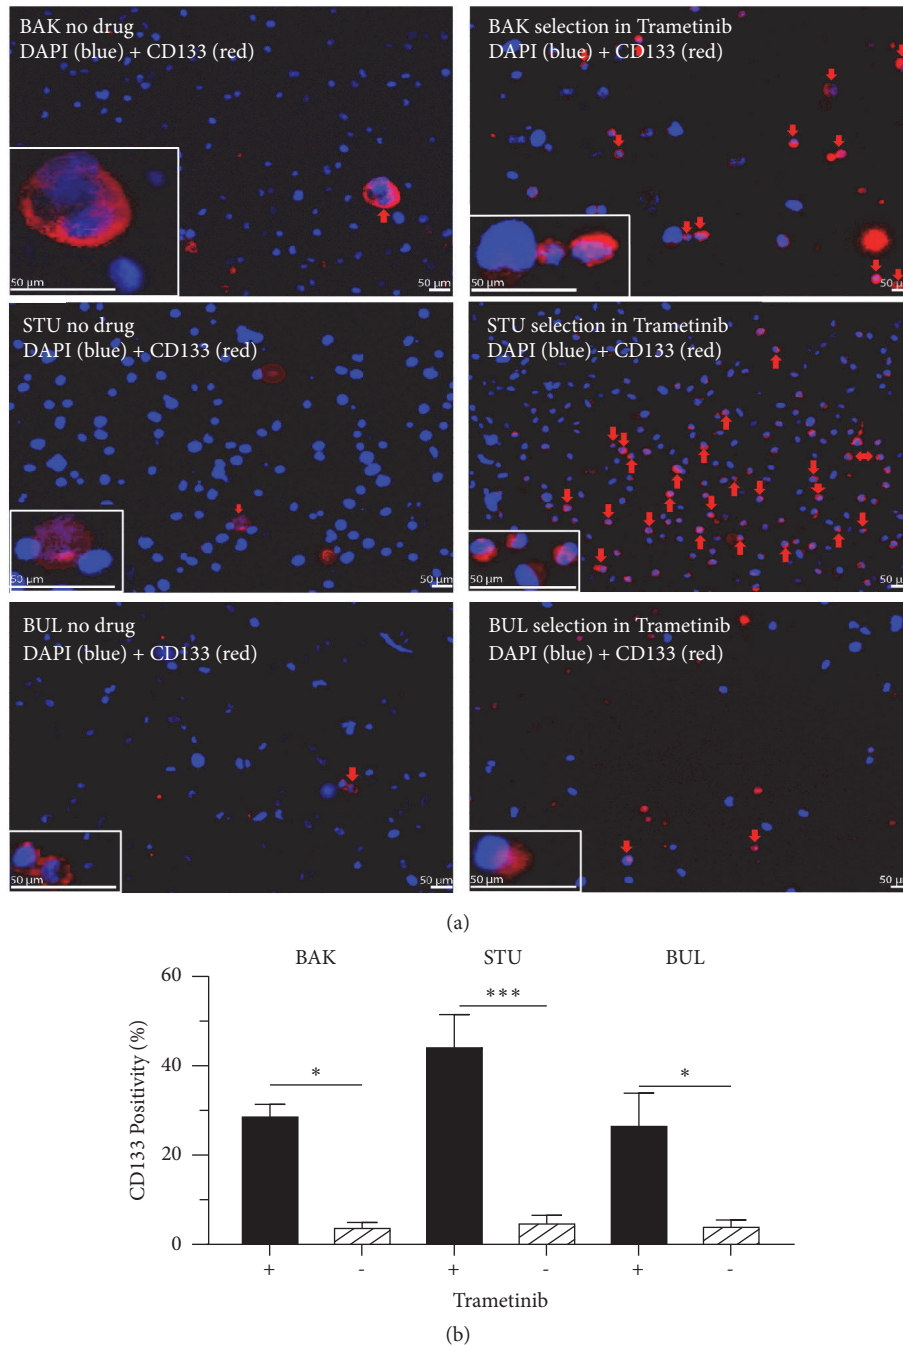 BAK no drug
DAPI (blue) + CD133 (red)
50 µm
50 µm
BAK selection in Trametinib
DAPI (blue) + CD133 (red)
50 µm
50 µ
STU no drug
DAPI (blue) + CD133 (red)
50 µm
50 µm
STU selection in Trametinib
DAPI (blue) + CD133 (red)
50 µm
50 µ
BUL no drug
DAPI (blue) + CD133 (red)
50 µm
50 µm
BUL selection in Trametinib
DAPI (blue) + CD133 (red)
50 µm
50 µ
(a)
BAK STU BUL
60
40
20
0
CD133 Positivity (%)
* *** *
+ - + - + -
Trametinib
(b)